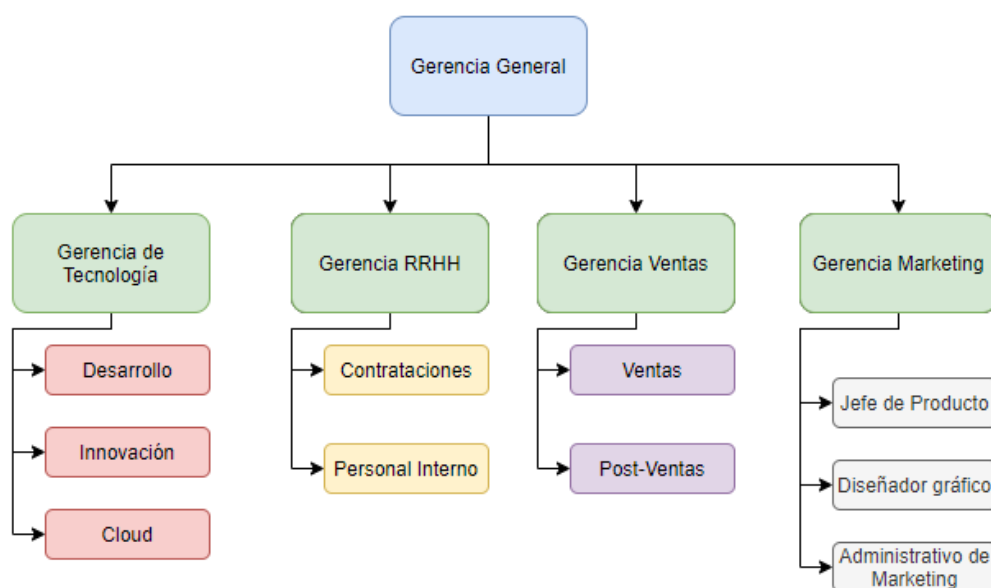 Gerencia General
Gerencia de
Tecnología
Gerencia RRHH
Gerencia Ventas
Gerencia Marketing
Desarrollo
Innovación
Cloud
Contrataciones
Personal Interno
Ventas
Post-Ventas
Jefe de Producto
Diseñador gráfico
Administrativo de
Marketing